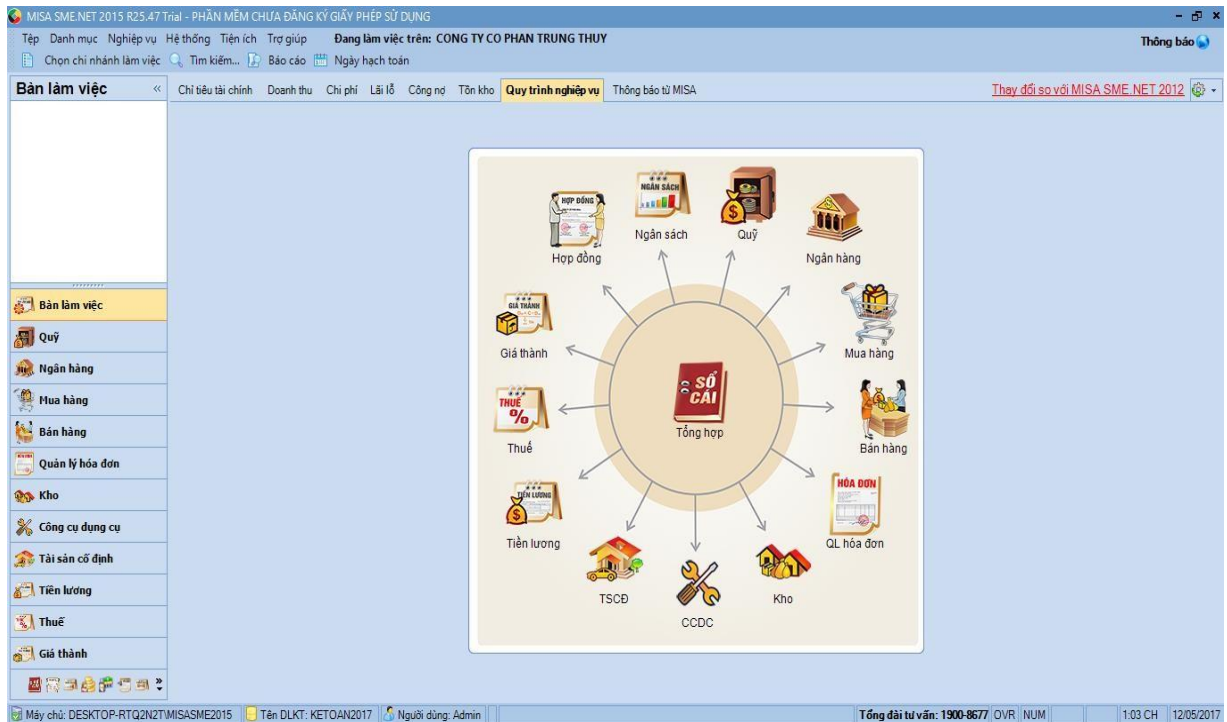 MISA SME.NET 2015 R25.47 Trial - PHẦN MỀM CHƯA ĐĂNG KÝ GIẤY PHÉP SỬ DỤNG
Tệp Danh mục Nghiệp vụ Hệ thống Tiện ích Trợ giúp Đang làm việc trên: CONG TY CO PHAN TRUNG THUY
Thông báo
Chọn chi nhánh làm việc Tìm kiếm... Báo cáo Ngày hạch toán
Bàn làm việc «
Chỉ tiêu tài chính Doanh thu Chi phí Lãi lỗ Công nợ Tồn kho Quy trình nghiệp vụ Thông báo từ MISA
Thay đổi so với MISA SME.NET 2012
Bàn làm việc
Quỹ
Ngân hàng
Mua hàng
Bán hàng
Quản lý hóa đơn
Kho
Công cụ dụng cụ
Tài sản cố định
Tiền lương
Thuế
Giá thành
NGÂN SÁCH
Ngân sách
Quỹ
HỢP ĐỒNG
Hợp đồng
Ngân hàng
GIÁ THÀNH
Giá thành
Mua hàng
SỔ CÁI
Tổng hợp
THUẾ %
Thuế
Bán hàng
TIỀN LƯƠNG
Tiền lương
HÓA ĐƠN
QL hóa đơn
TSCĐ
CCDC
Kho
Máy chủ: DESKTOP-RTQ2N2T\MISASME2015 Tên DLKT: KETOAN2017 Người dùng: Admin Tổng đài tư vấn: 1900-8677 OVR NUM 1:03 CH 12/05/2017